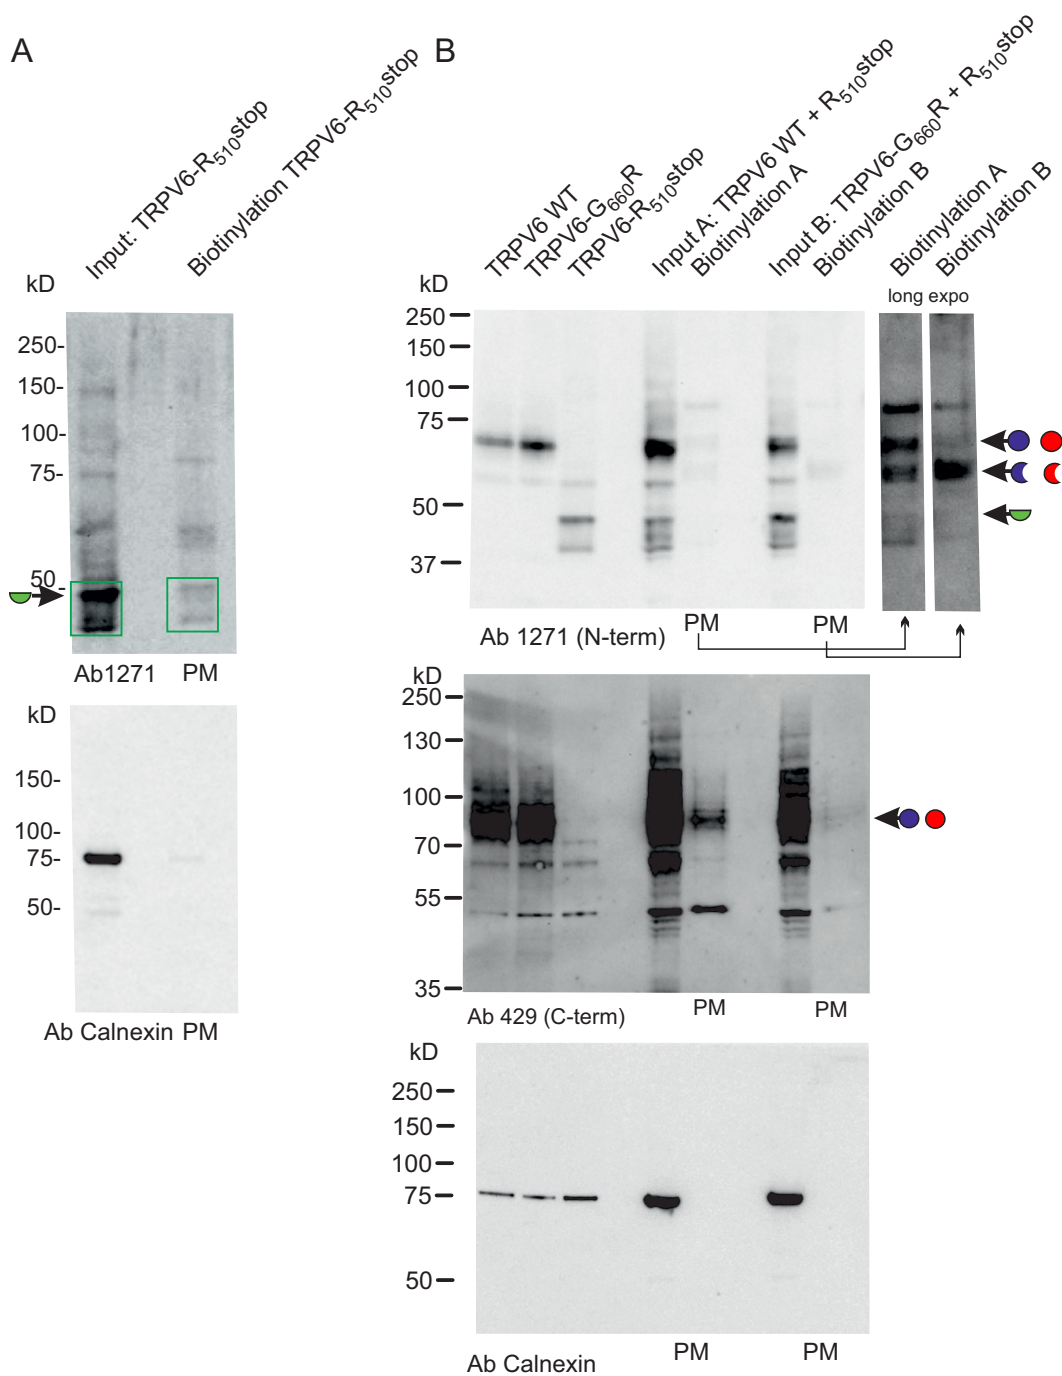 A
B
Input: TRPV6-R510stop
Biotinylation TRPV6-R510stop
kD
250-
150-
100-
75-
50-
Ab1271 PM
kD
150-
100-
75-
50-
Ab Calnexin PM
TRPV6 WT
TRPV6-G660R
TRPV6-R510stop
Input A: TRPV6 WT + R510stop
Biotinylation A
Input B: TRPV6-G660R + R510stop
Biotinylation B
Biotinylation A
Biotinylation B
long expo
kD
250
150
100
75
50
37
Ab 1271 (N-term) PM PM
kD
250
130
100
70
55
35
Ab 429 (C-term) PM PM
kD
250
150
100
75
50
Ab Calnexin PM PM